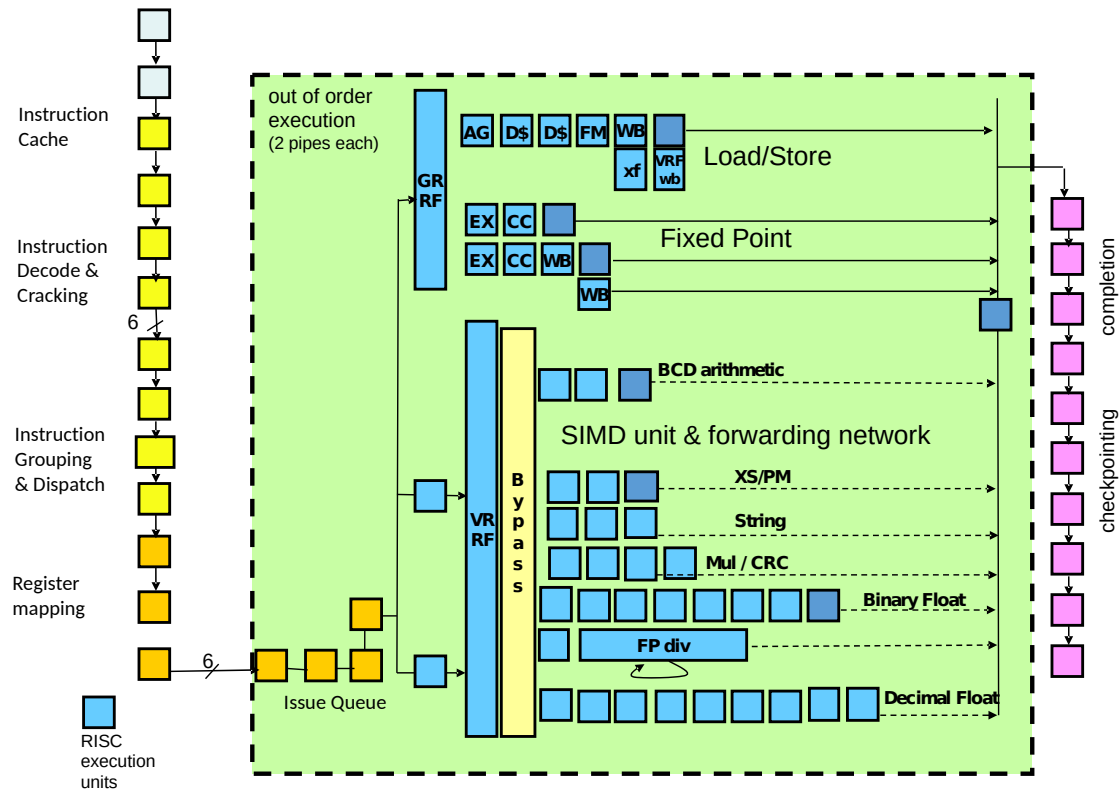 Instruction
Cache
Instruction
Decode &
Cracking
6
Instruction
Grouping
& Dispatch
Register
mapping
6
RISC
execution
units
out of order
execution
(2 pipes each)
GR
RF
AG
D$
D$
FM
WB
xf
VRF
wb
Load/Store
EX
CC
Fixed Point
EX
CC
WB
WB
VR
RF
B
y
p
a
s
s
BCD arithmetic
SIMD unit & forwarding network
XS/PM
String
Mul / CRC
Binary Float
FP div
Decimal Float
Issue Queue
completion
checkpointing